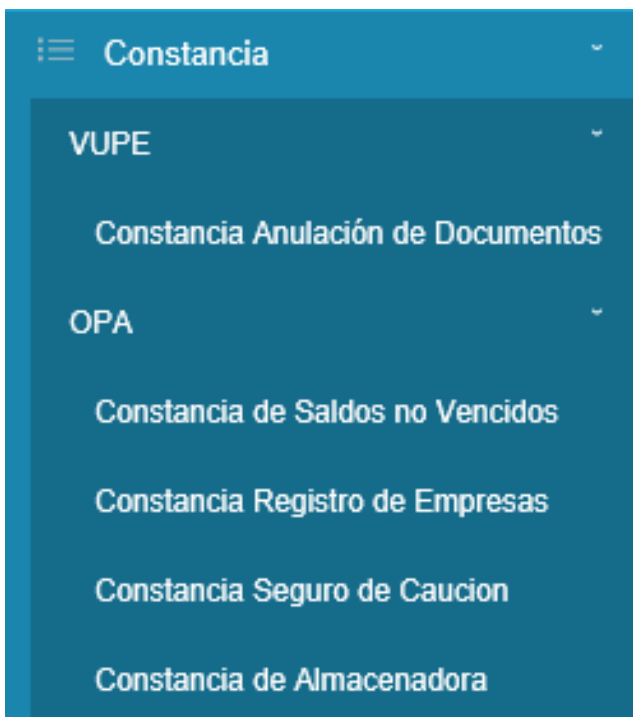 Constancia
VUPE
Constancia Anulación de Documentos
OPA
Constancia de Saldos no Vencidos
Constancia Registro de Empresas
Constancia Seguro de Caucion
Constancia de Almacenadora